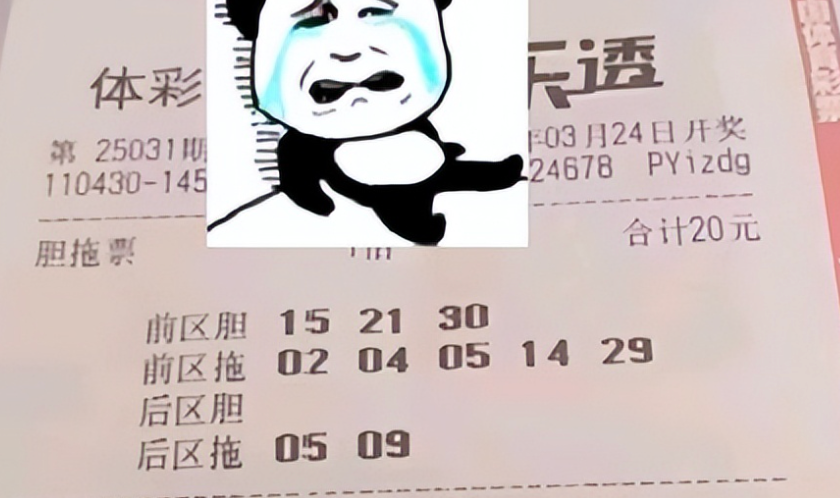 体彩 乐透
第 25031期 年03月24日开奖
110430-145 24678 PYizdg
胆拖票 合计20元
前区胆 15 21 30
前区拖 02 04 05 14 29
后区胆
后区拖 05 09